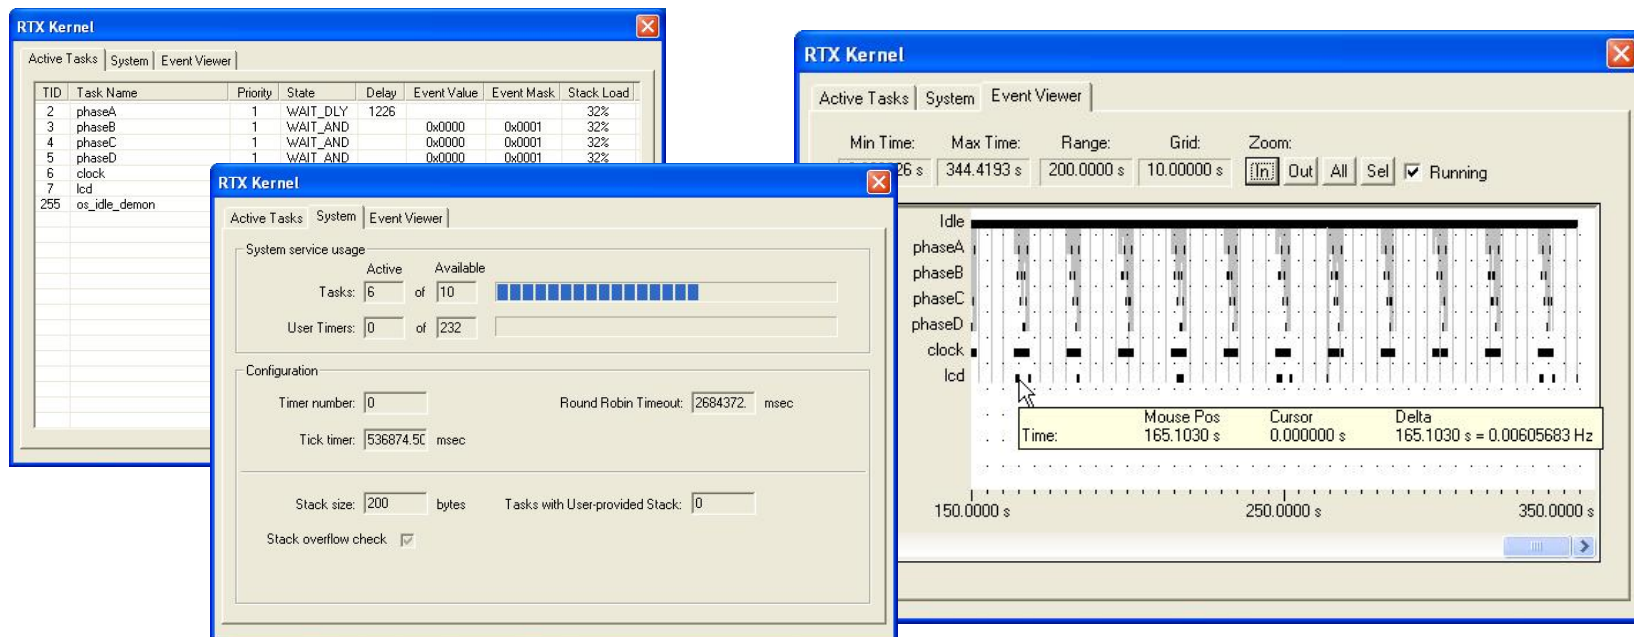 RTX Kernel
Active Tasks System Event Viewer
TID Task Name Priority State Delay Event Value Event Mask Stack Load
2 phaseA 1 WAIT_DLY 1226 32%
3 phaseB 1 WAIT_AND 0x0000 0x0001 32%
4 phaseC 1 WAIT_AND 0x0000 0x0001 32%
5 phaseD 1 WAIT_AND 0x0000 0x0001 32%
6 clock
7 lcd
255 os_idle_demon
RTX Kernel
Active Tasks System Event Viewer
System service usage
Active Available
Tasks: 6 of 10
User Timers: 0 of 232
Configuration
Timer number: 0 Round Robin Timeout: 2684372. msec
Tick timer: 536874.50 msec
Stack size: 200 bytes Tasks with User-provided Stack: 0
Stack overflow check
RTX Kernel
Active Tasks System Event Viewer
Min Time: Max Time: Range: Grid: Zoom:
26 s 344.4193 s 200.0000 s 10.00000 s In Out All Sel Running
Idle
phaseA
phaseB
phaseC
phaseD
clock
lcd
Mouse Pos Cursor Delta
Time: 165.1030 s 0.000000 s 165.1030 s = 0.00605683 Hz
150.0000 s 250.0000 s 350.0000 s